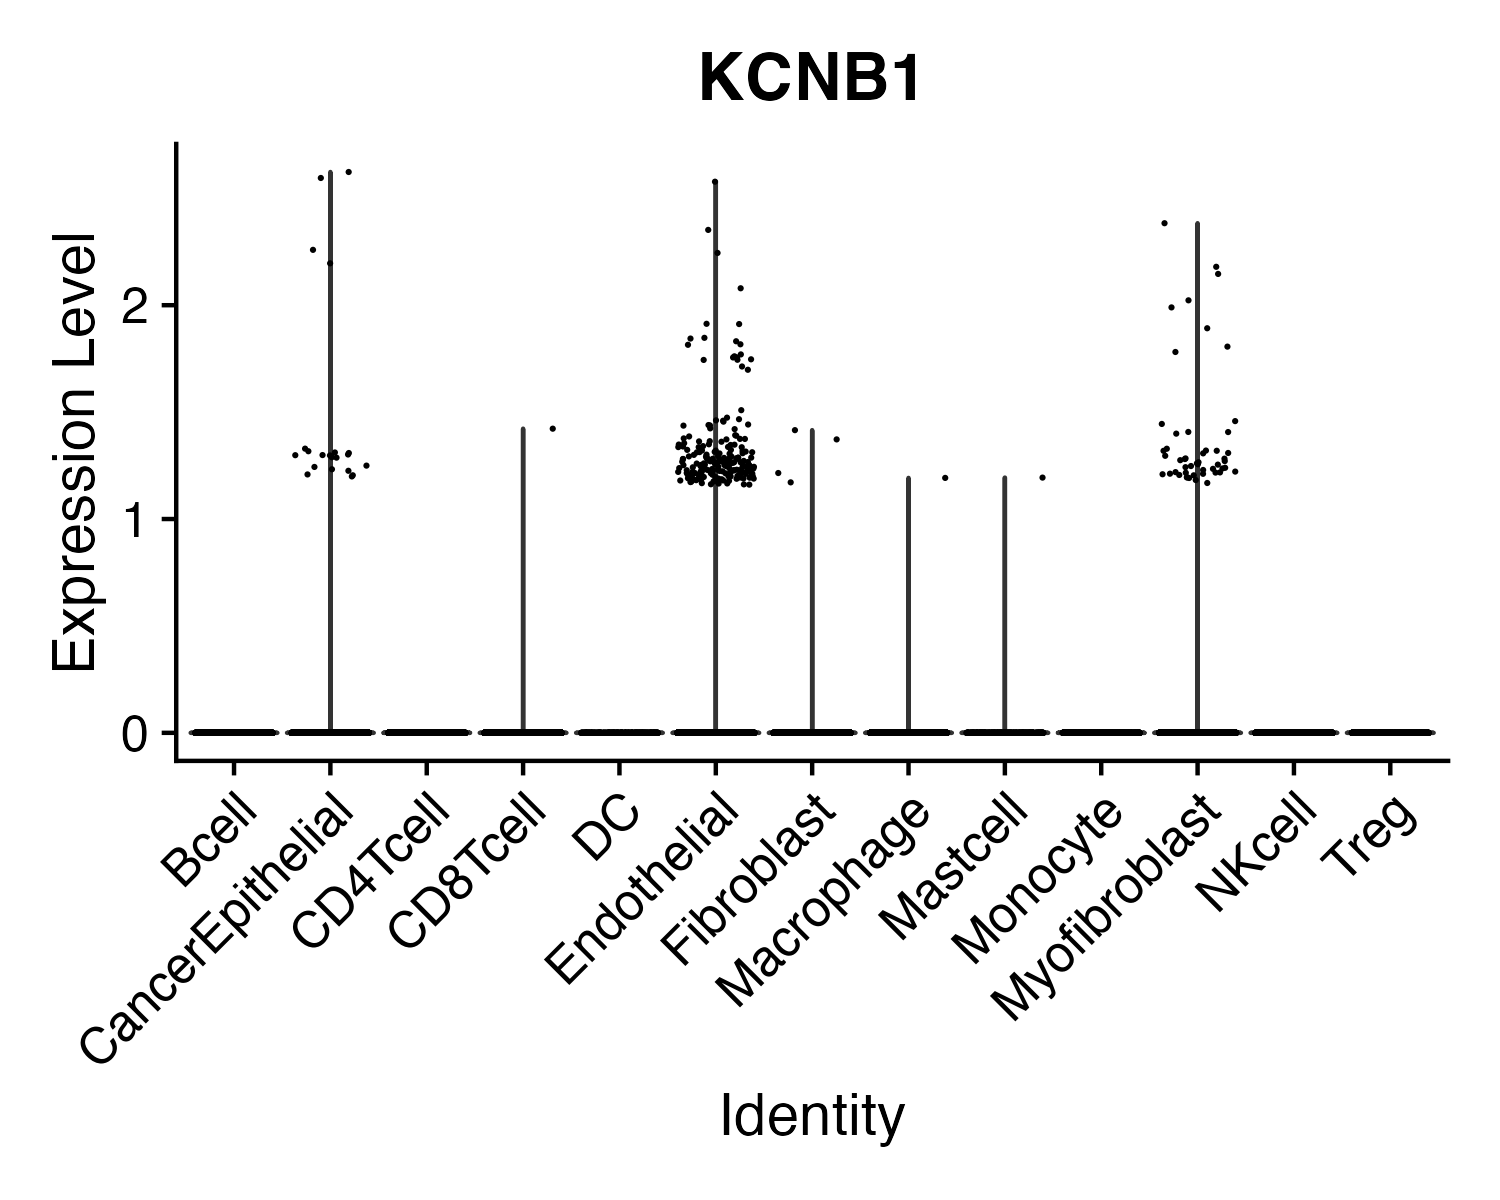 KCNB1
Expression Level
2
1
0
Bcell
CancerEpithelial
CD4Tcell
CD8Tcell
DC
Endothelial
Fibroblast
Macrophage
Mastcell
Monocyte
Myofibroblast
NKcell
Treg
Identity